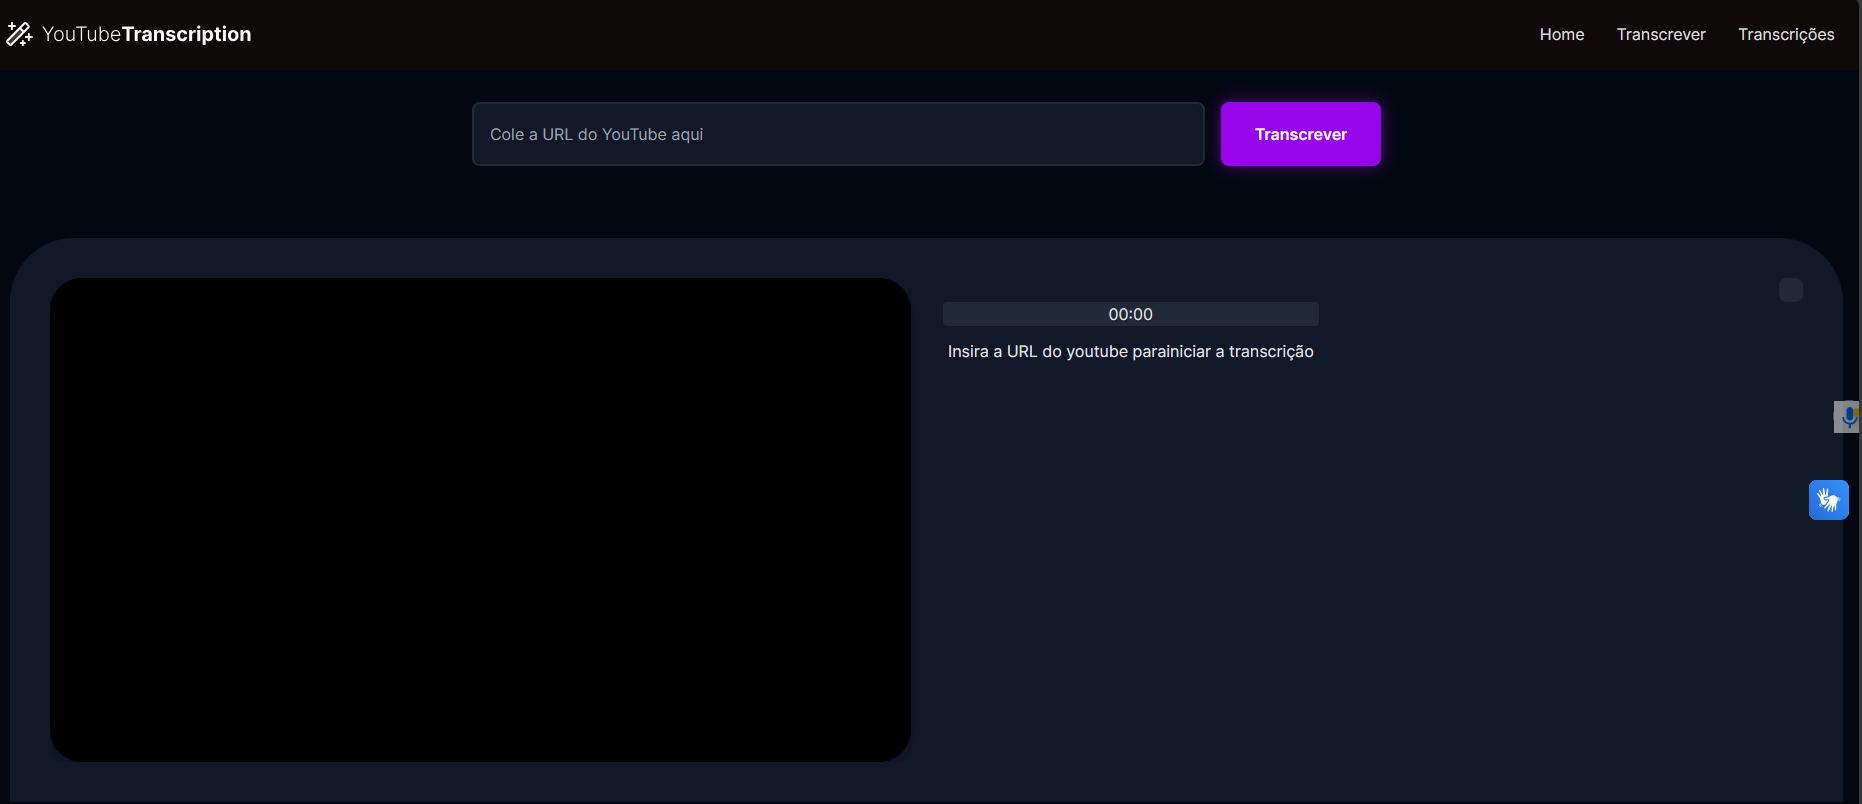 YouTubeTranscription
Home Transcrever Transcrições
Cole a URL do YouTube aqui
Transcrever
00:00
Insira a URL do youtube parainiciar a transcrição